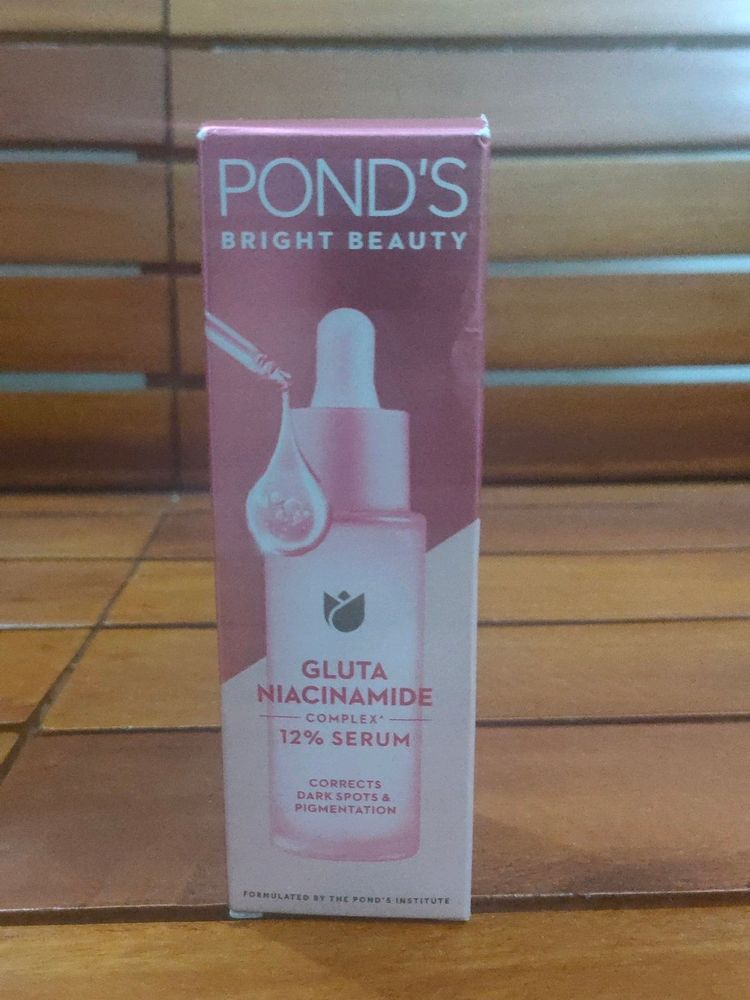 POND'S
BRIGHT BEAUTY
GLUTA
NIACINAMIDE
COMPLEX^
12% SERUM
CORRECTS
DARK SPOTS &
PIGMENTATION
FORMULATED BY THE POND'S INSTITUTE